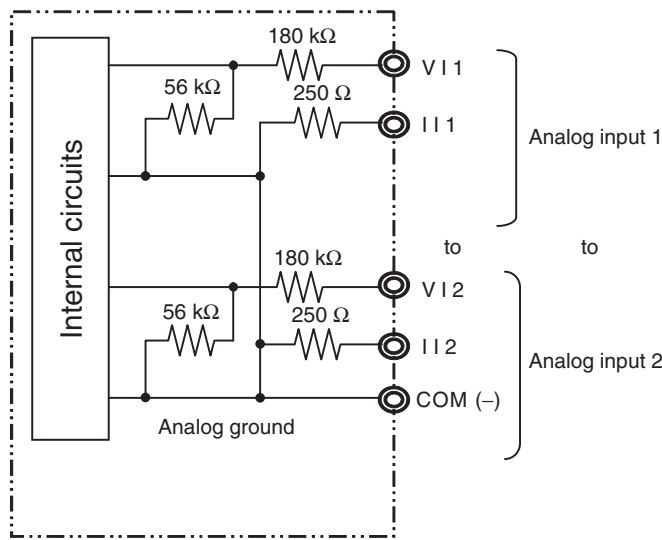 180 kΩ
V I 1
56 kΩ
250 Ω
I I 1
Analog input 1
Internal circuits
to
to
180 kΩ
V I 2
56 kΩ
250 Ω
I I 2
Analog input 2
COM (–)
Analog ground